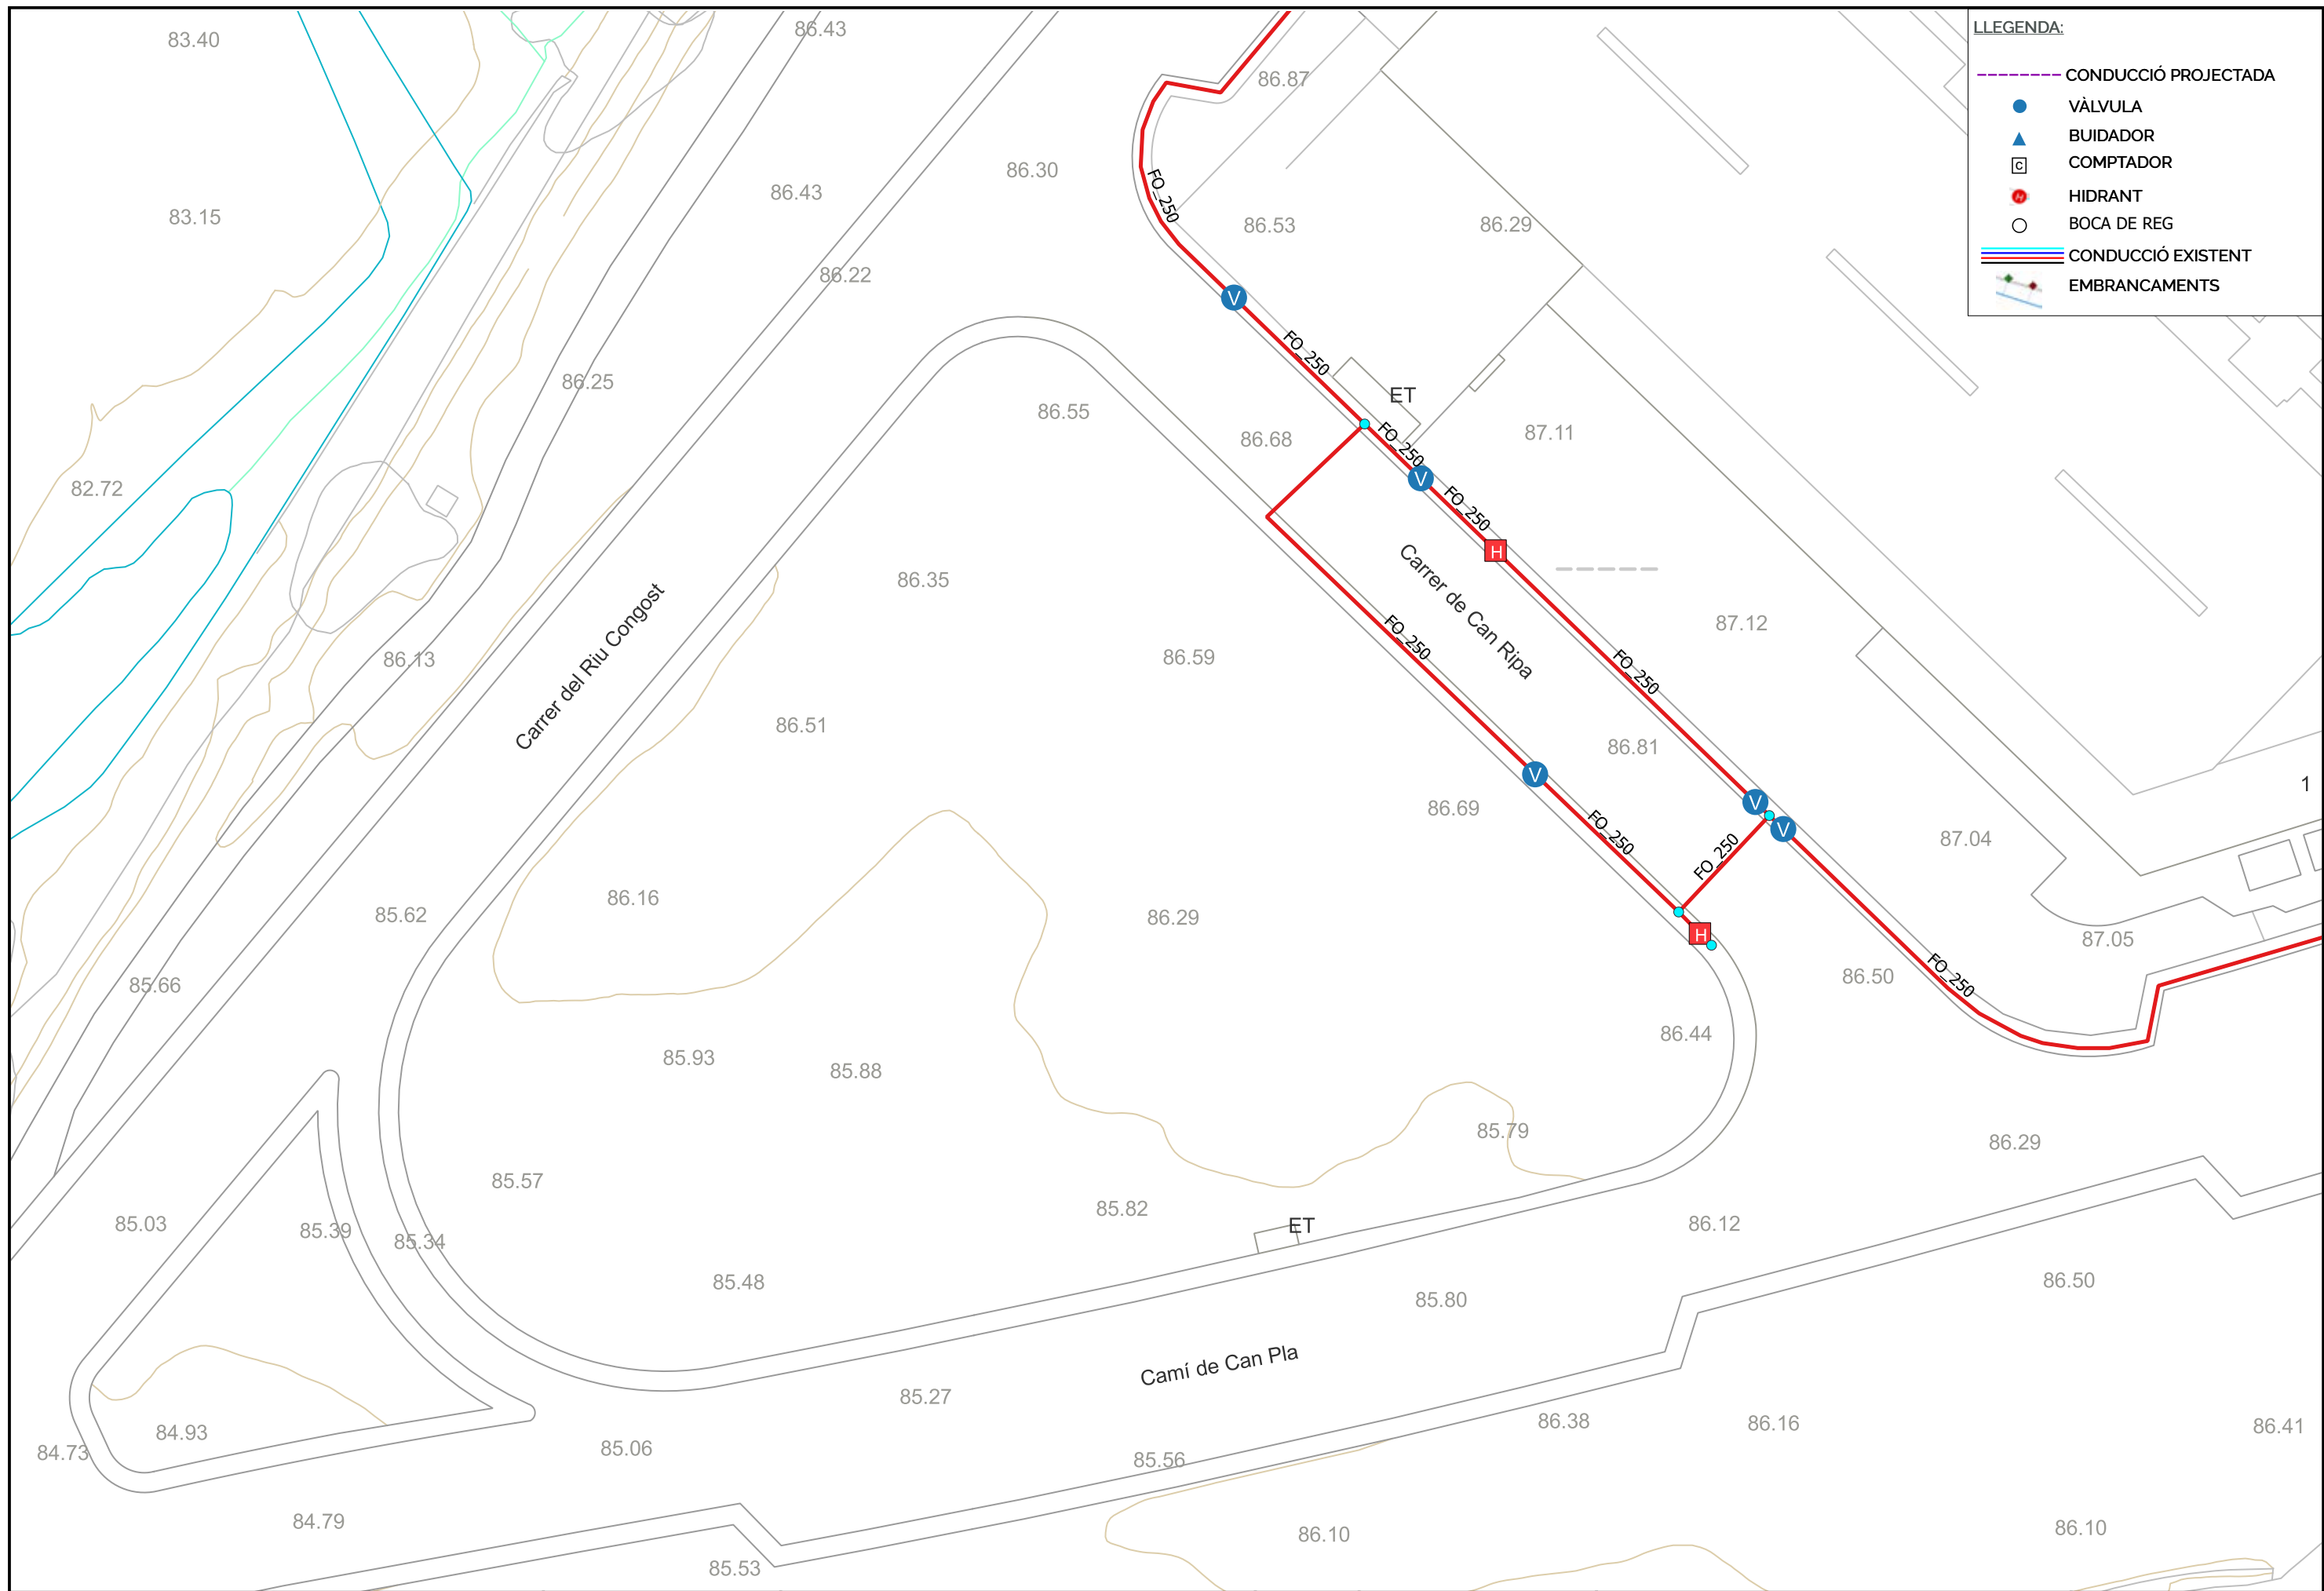 LLEGENDA:
CONDUCCIÓ PROJECTADA
VÀLVULA
BUIDADOR
C
COMPTADOR
H
HIDRANT
BOCA DE REG
CONDUCCIÓ EXISTENT
EMBRANCAMENTS
83.40
86.43
86.87
83.15
86.43
86.30
FO_250
86.53
86.29
86.22
V
86.25
FO_250
ET
86.55
86.68
FO_250
87.11
82.72
V
FO_250
H
86.35
Carrer de Can Ripa
87.12
Carrer del Riu Congost
86.13
86.59
FO_250
FO_250
86.51
86.81
V
1
86.69
V
V
FO_250
FO_250
87.04
86.16
85.62
86.29
H
87.05
85.66
86.50
FO_250
86.44
85.93
85.88
85.79
86.29
85.57
85.82
85.03
85.39
85.34
ET
86.12
85.48
85.80
86.50
Camí de Can Pla
85.27
86.38
86.16
86.41
84.93
84.73
85.06
85.56
84.79
86.10
86.10
85.53